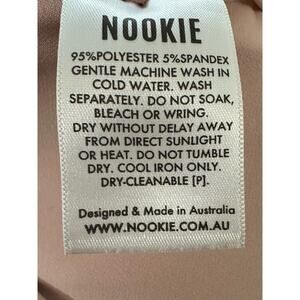 NOOKIE
95%POLYESTER 5%SPANDEX
GENTLE MACHINE WASH IN
COLD WATER. WASH
SEPARATELY. DO NOT SOAK,
BLEACH OR WRING.
DRY WITHOUT DELAY AWAY
FROM DIRECT SUNLIGHT
OR HEAT. DO NOT TUMBLE
DRY. COOL IRON ONLY.
DRY-CLEANABLE [P].
Designed & Made in Australia
WWW.NOOKIE.COM.AU